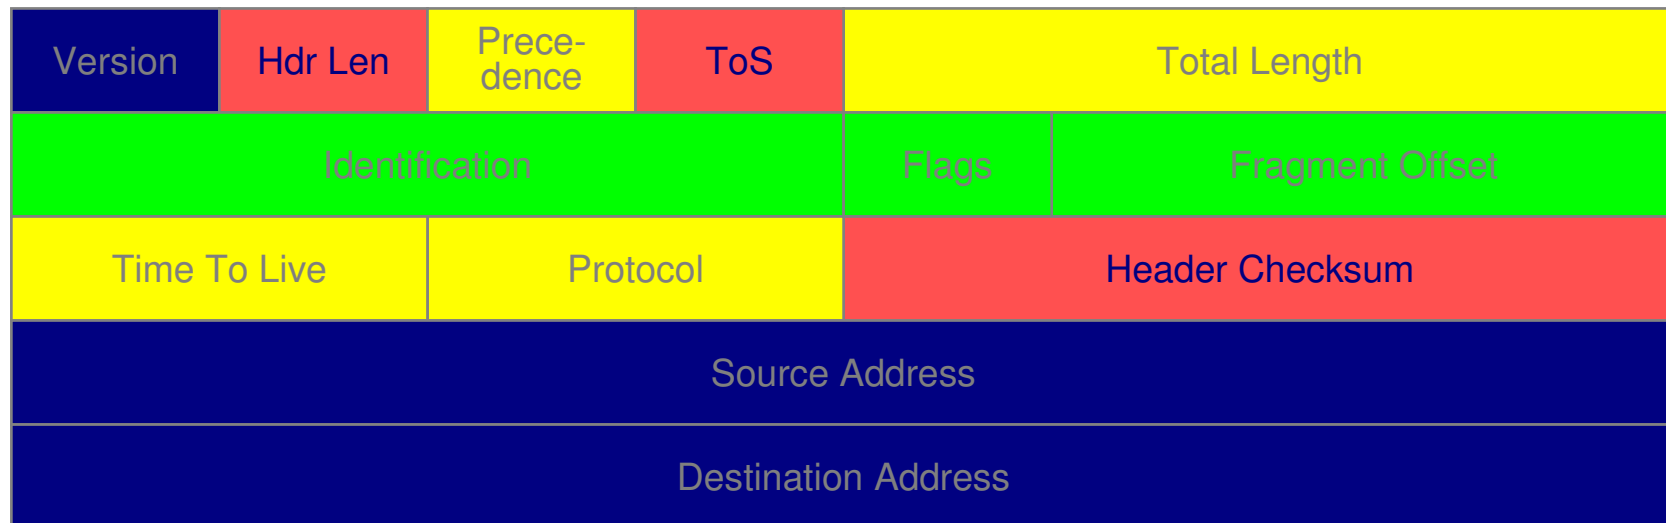 Version
Hdr Len
Prece-
dence
ToS
Total Length
Identification
Flags
Fragment Offset
Time To Live
Protocol
Header Checksum
Source Address
Destination Address